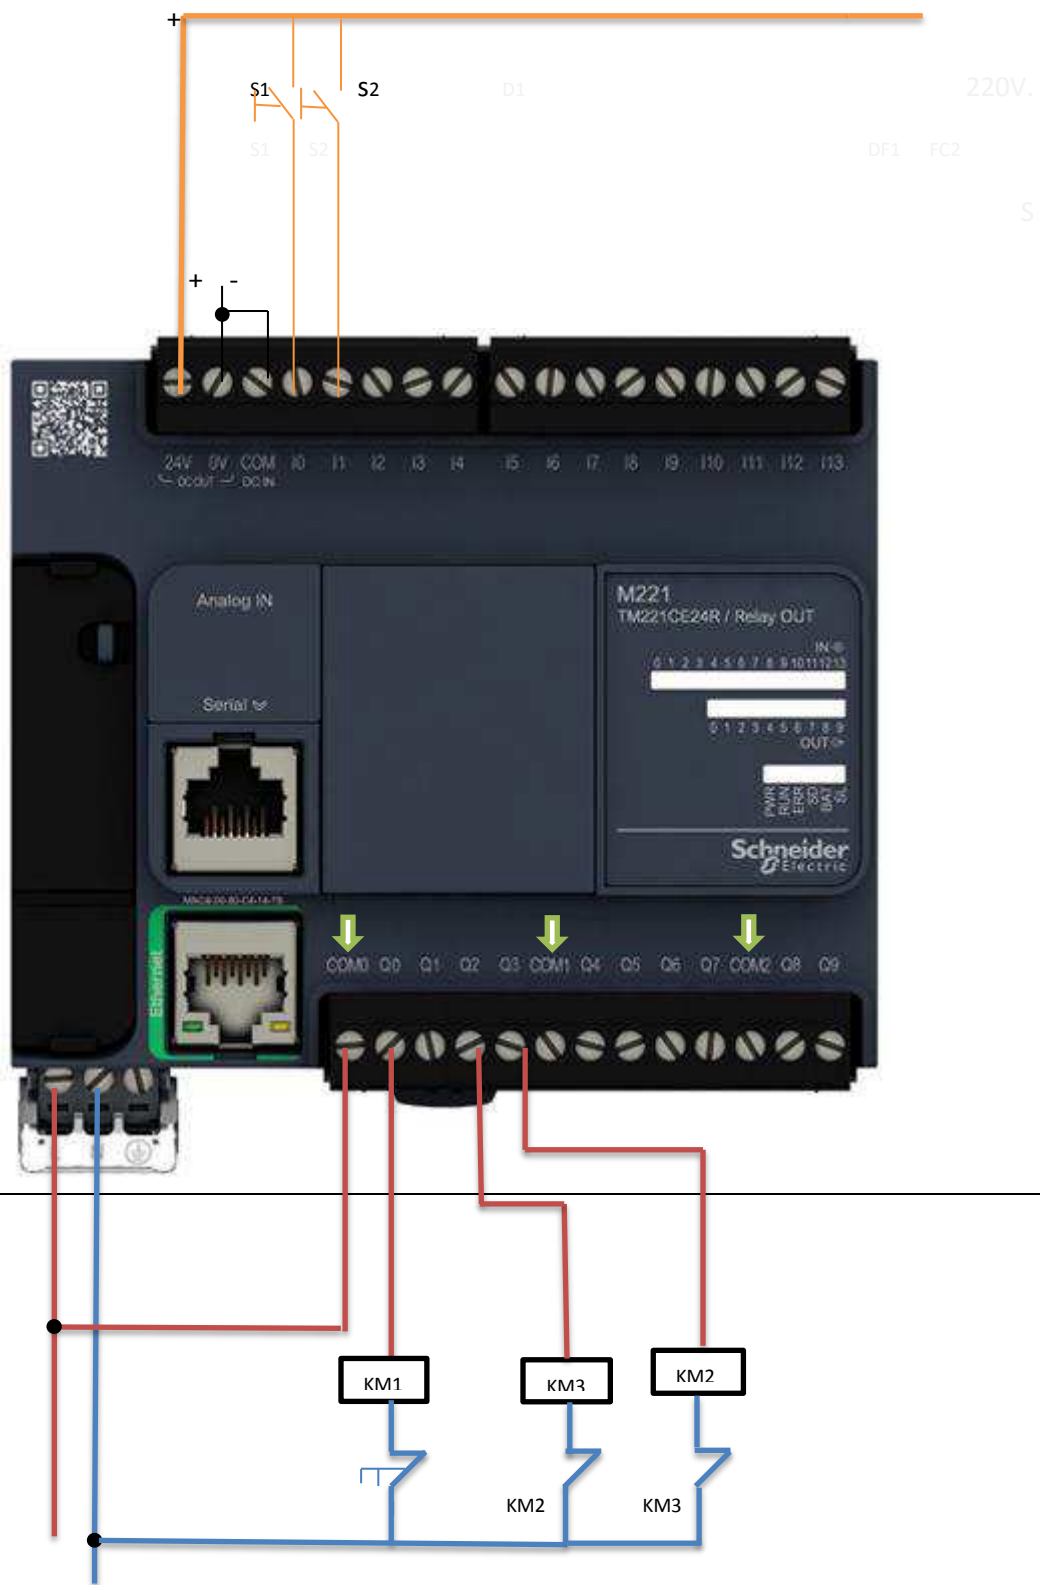 +
S1 S2 D1 220V.
S1 S2 DF1 FC2
S
+ -
24V 0V COM I0 I1 I2 I3 I4 I5 I6 I7 I8 I9 I10 I11 I12 I13
DC OUT DC IN
Analog IN
Serial
M221
TM221CE24R / Relay OUT
IN
0 1 2 3 4 5 6 7 8 9 10 11 12 13
0 1 2 3 4 5 6 7 8 9
OUT
PWR
RUN
ERR
SD
BAT
SL
Schneider
Electric
Ethernet
COM0 Q0 Q1 Q2 Q3 COM1 Q4 Q5 Q6 Q7 COM2 Q8 Q9
N
KM1 KM3 KM2
KM2 KM3